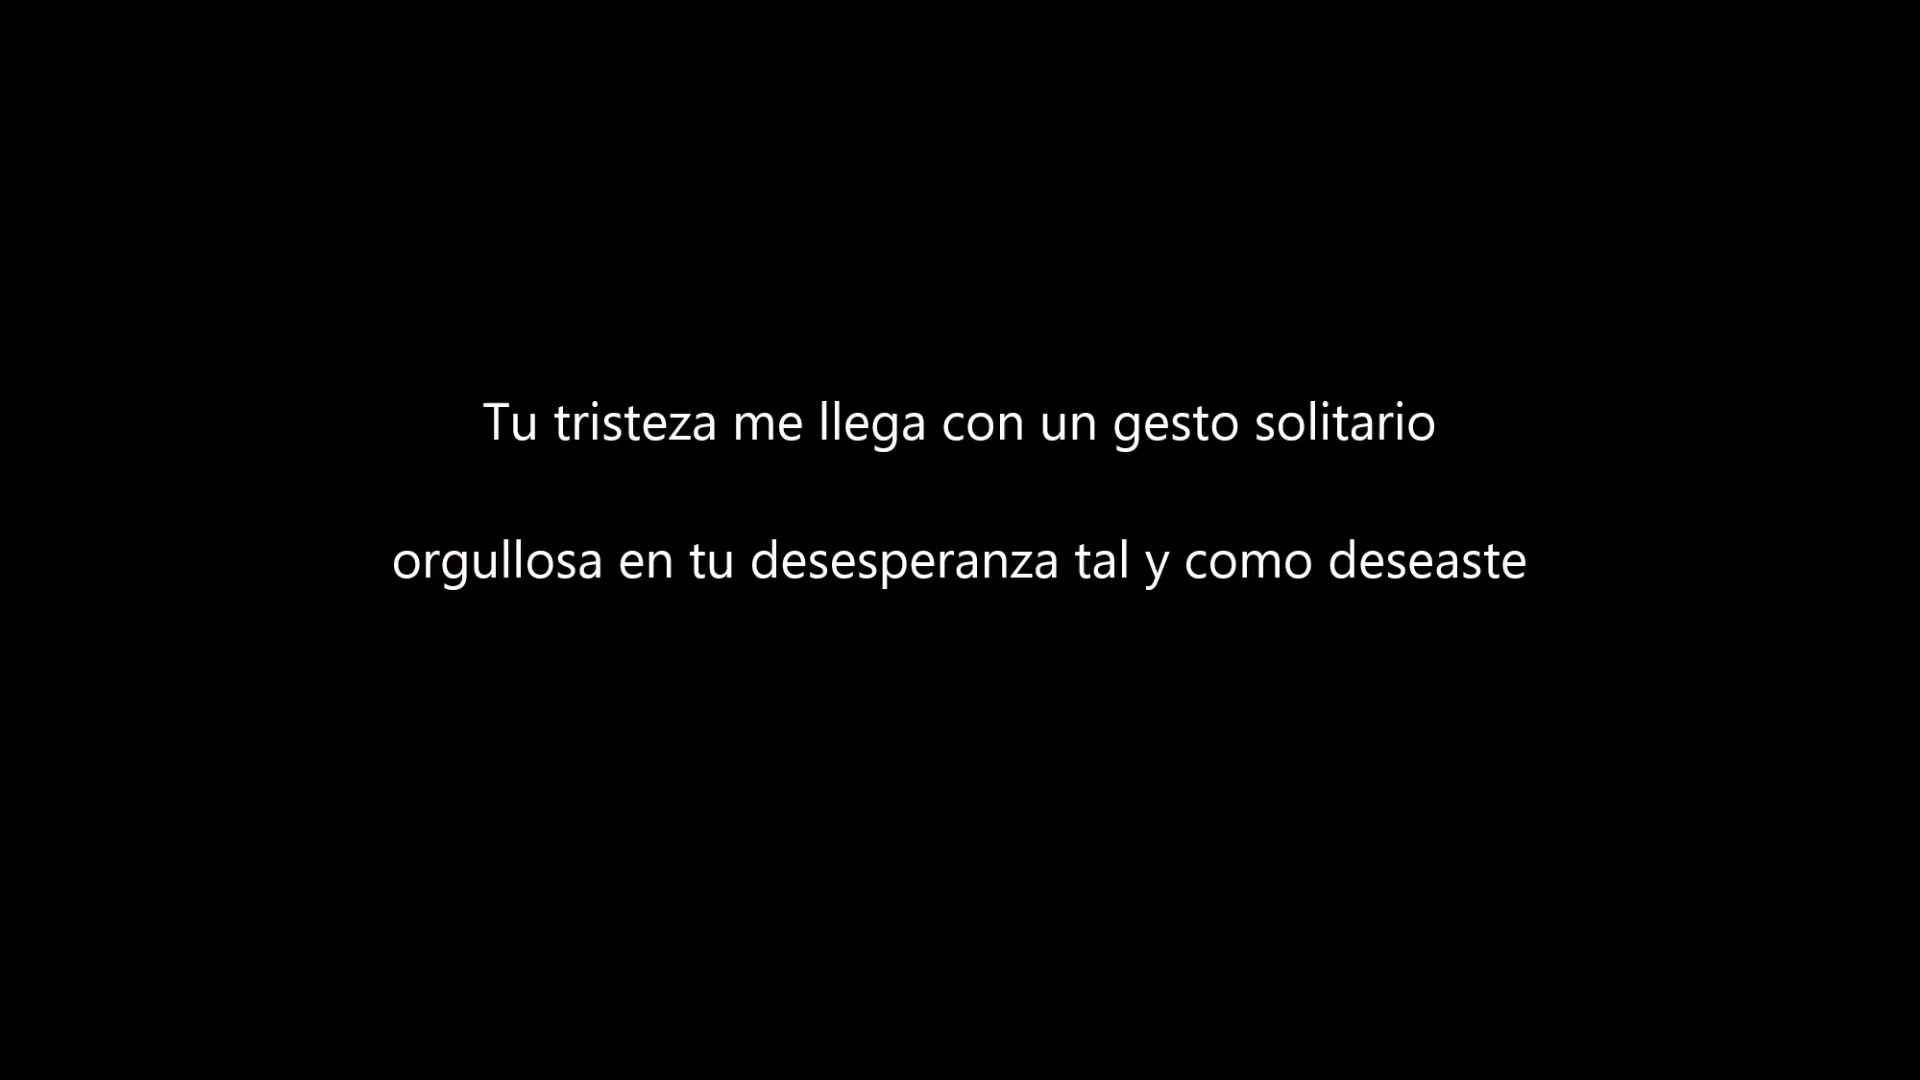 Tu tristeza me llega con un gesto solitario
orgullosa en tu desesperanza tal y como deseaste